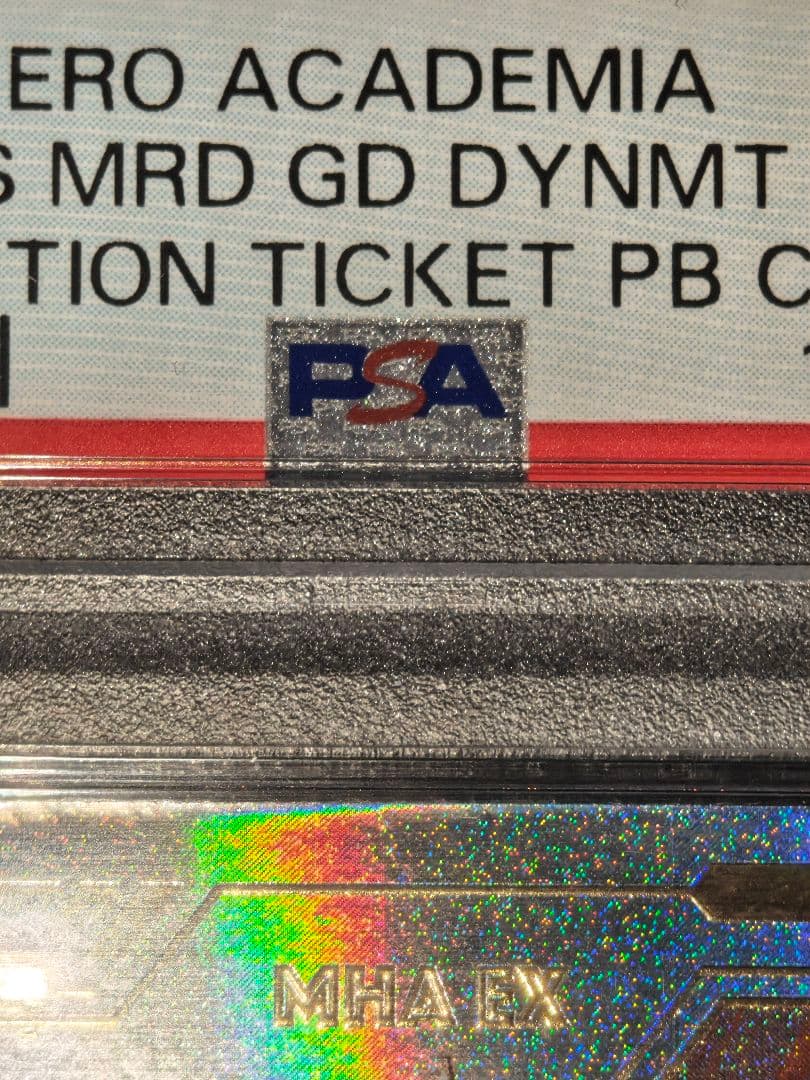 ERO ACADEMIA
S MRD GD DYNMT
TION TICKET PB C
PSA
MHA EX